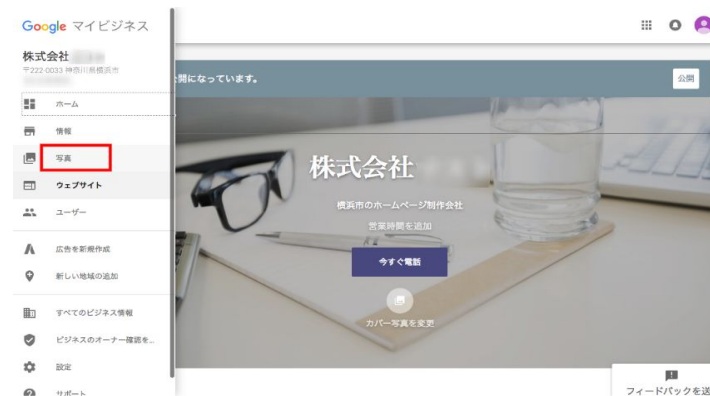 Google マイビジネス
株式会社
〒222-0033 神奈川県横浜市
ホーム
情報
写真
ウェブサイト
ユーザー
広告を新規作成
新しい地域の追加
すべてのビジネス情報
ビジネスのオーナー確認を...
設定
サポート
開になっています。
公開
株式会社
横浜市のホームページ制作会社
営業時間を追加
今すぐ電話
カバー写真を変更
フィードバックを送